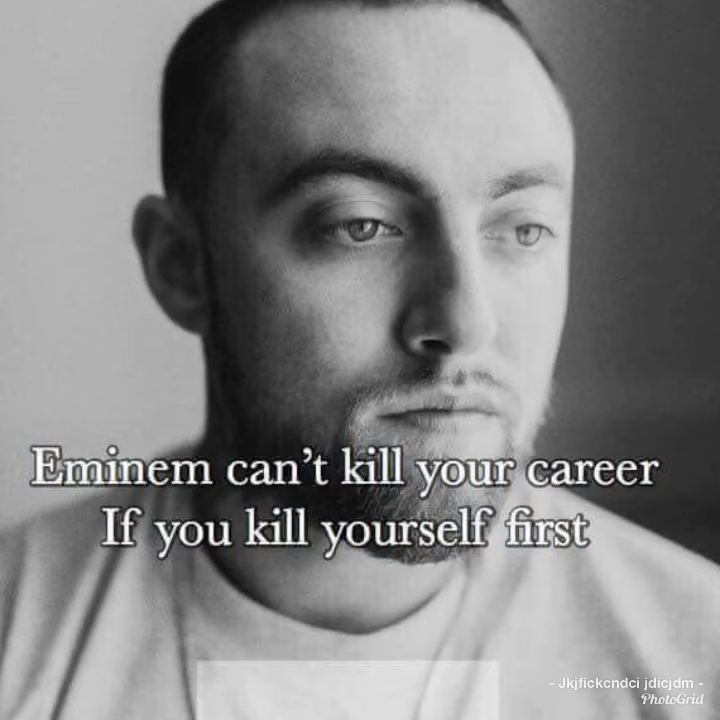 Eminem can't kill your career
If you kill yourself first
- Jkjfickcndci jdicjdm -
PhotoGrid